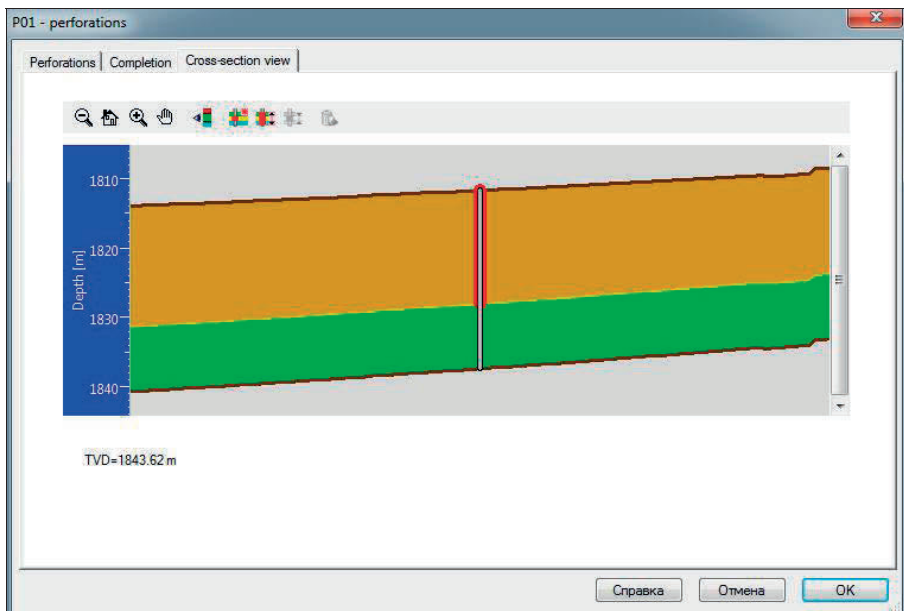 P01 - perforations
Perforations Completion Cross-section view
Depth [m]
1810
1820
1830
1840
TVD=1843.62 m
Справка Отмена OK